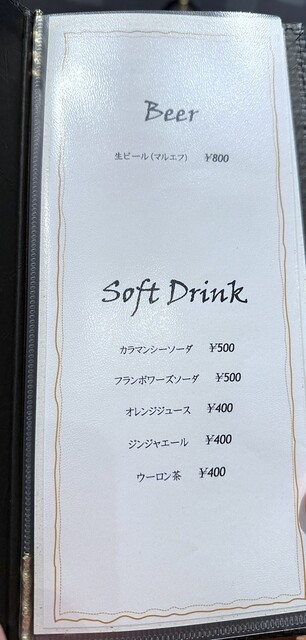 Beer
生ビール(マルエフ) ¥800
Soft Drink
カラマンシーソーダ ¥500
フランボワーズソーダ ¥500
オレンジジュース ¥400
ジンジャエール ¥400
ウーロン茶 ¥400